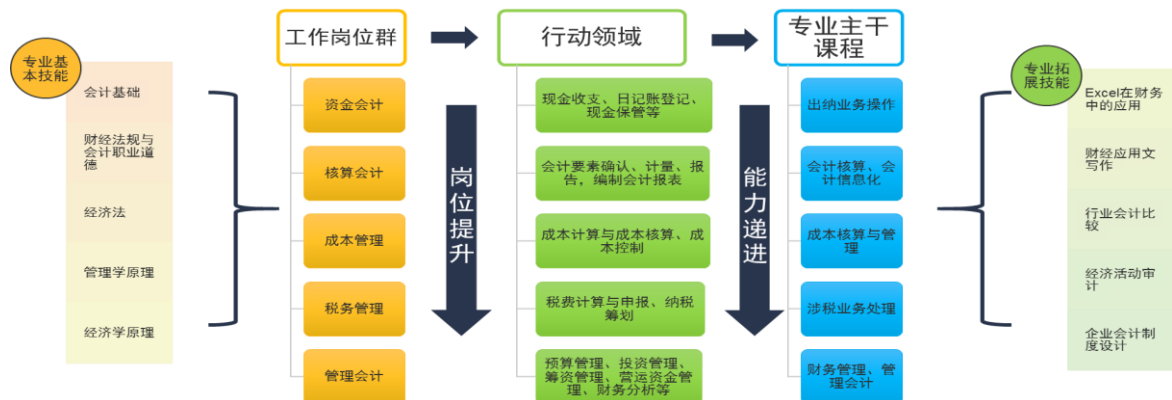 专业基
本技能
会计基础
财经法规与
会计职业道
德
经济法
管理学原理
经济学原理
工作岗位群
资金会计
核算会计
成本管理
税务管理
管理会计
岗位提升
行动领域
现金收支、日记账登记、
现金保管等
会计要素确认、计量、报
告，编制会计报表
成本计算与成本核算、成
本控制
税费计算与申报、纳税
筹划
预算管理、投资管理、
筹资管理、营运资金管
理、财务分析等
能力递进
专业主干
课程
出纳业务操作
会计核算、会
计信息化
成本核算与管
理
涉税业务处理
财务管理、管
理会计
专业拓
展技能
Excel在财务
中的应用
财经应用文
写作
行业会计比
较
经济活动审
计
企业会计制
度设计